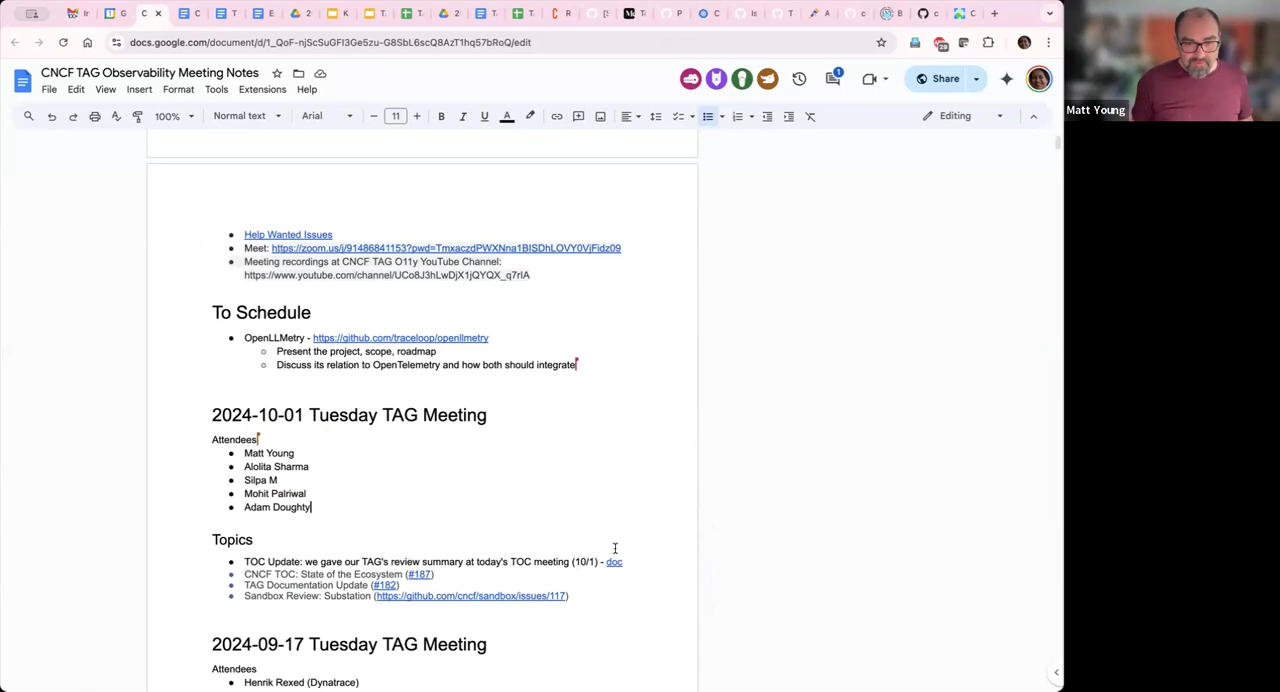 docs.google.com/document/d/1_QoF-njScSuGFI3Ge5zu-G8SbL6scQ8AzT1hq57bRoQ/edit
29
CNCF TAG Observability Meeting Notes
1
Share
File Edit View Insert Format Tools Extensions Help
100% Normal text Arial 11 B I U A Editing
Matt Young
Help Wanted Issues
Meet: https://zoom.us/j/91486841153?pwd=TmxaczdPWXNna1BISDhLOVY0VjFidz09
Meeting recordings at CNCF TAG O11y YouTube Channel:
https://www.youtube.com/channel/UCo8J3hLwDjX1jQYQX_q7rIA
To Schedule
OpenLLMetry - https://github.com/traceloop/openllmetry
Present the project, scope, roadmap
Discuss its relation to OpenTelemetry and how both should integrate
2024-10-01 Tuesday TAG Meeting
Attendees
Matt Young
Alolita Sharma
Silpa M
Mohit Palriwal
Adam Doughty
Topics
TOC Update: we gave our TAG's review summary at today's TOC meeting (10/1) - doc
CNCF TOC: State of the Ecosystem (#187)
TAG Documentation Update (#182)
Sandbox Review: Substation (https://github.com/cncf/sandbox/issues/117)
2024-09-17 Tuesday TAG Meeting
Attendees
Henrik Rexed (Dynatrace)